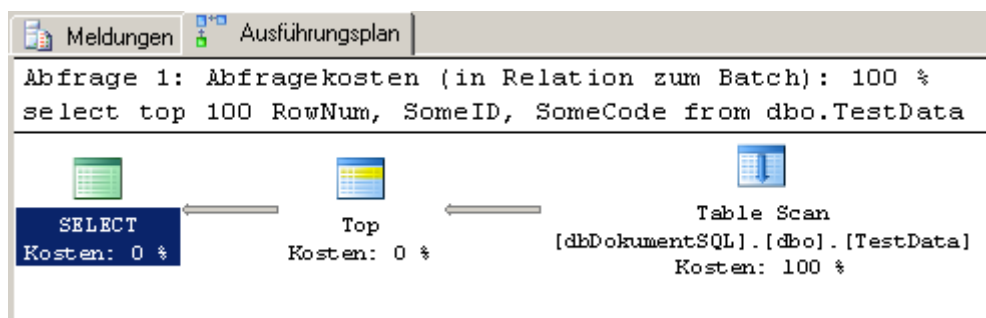 Meldungen Ausführungsplan
Abfrage 1: Abfragekosten (in Relation zum Batch): 100 %
select top 100 RowNum, SomeID, SomeCode from dbo.TestData
SELECT
Kosten: 0 %
Top
Kosten: 0 %
Table Scan
[dbDokumentSQL].[dbo].[TestData]
Kosten: 100 %